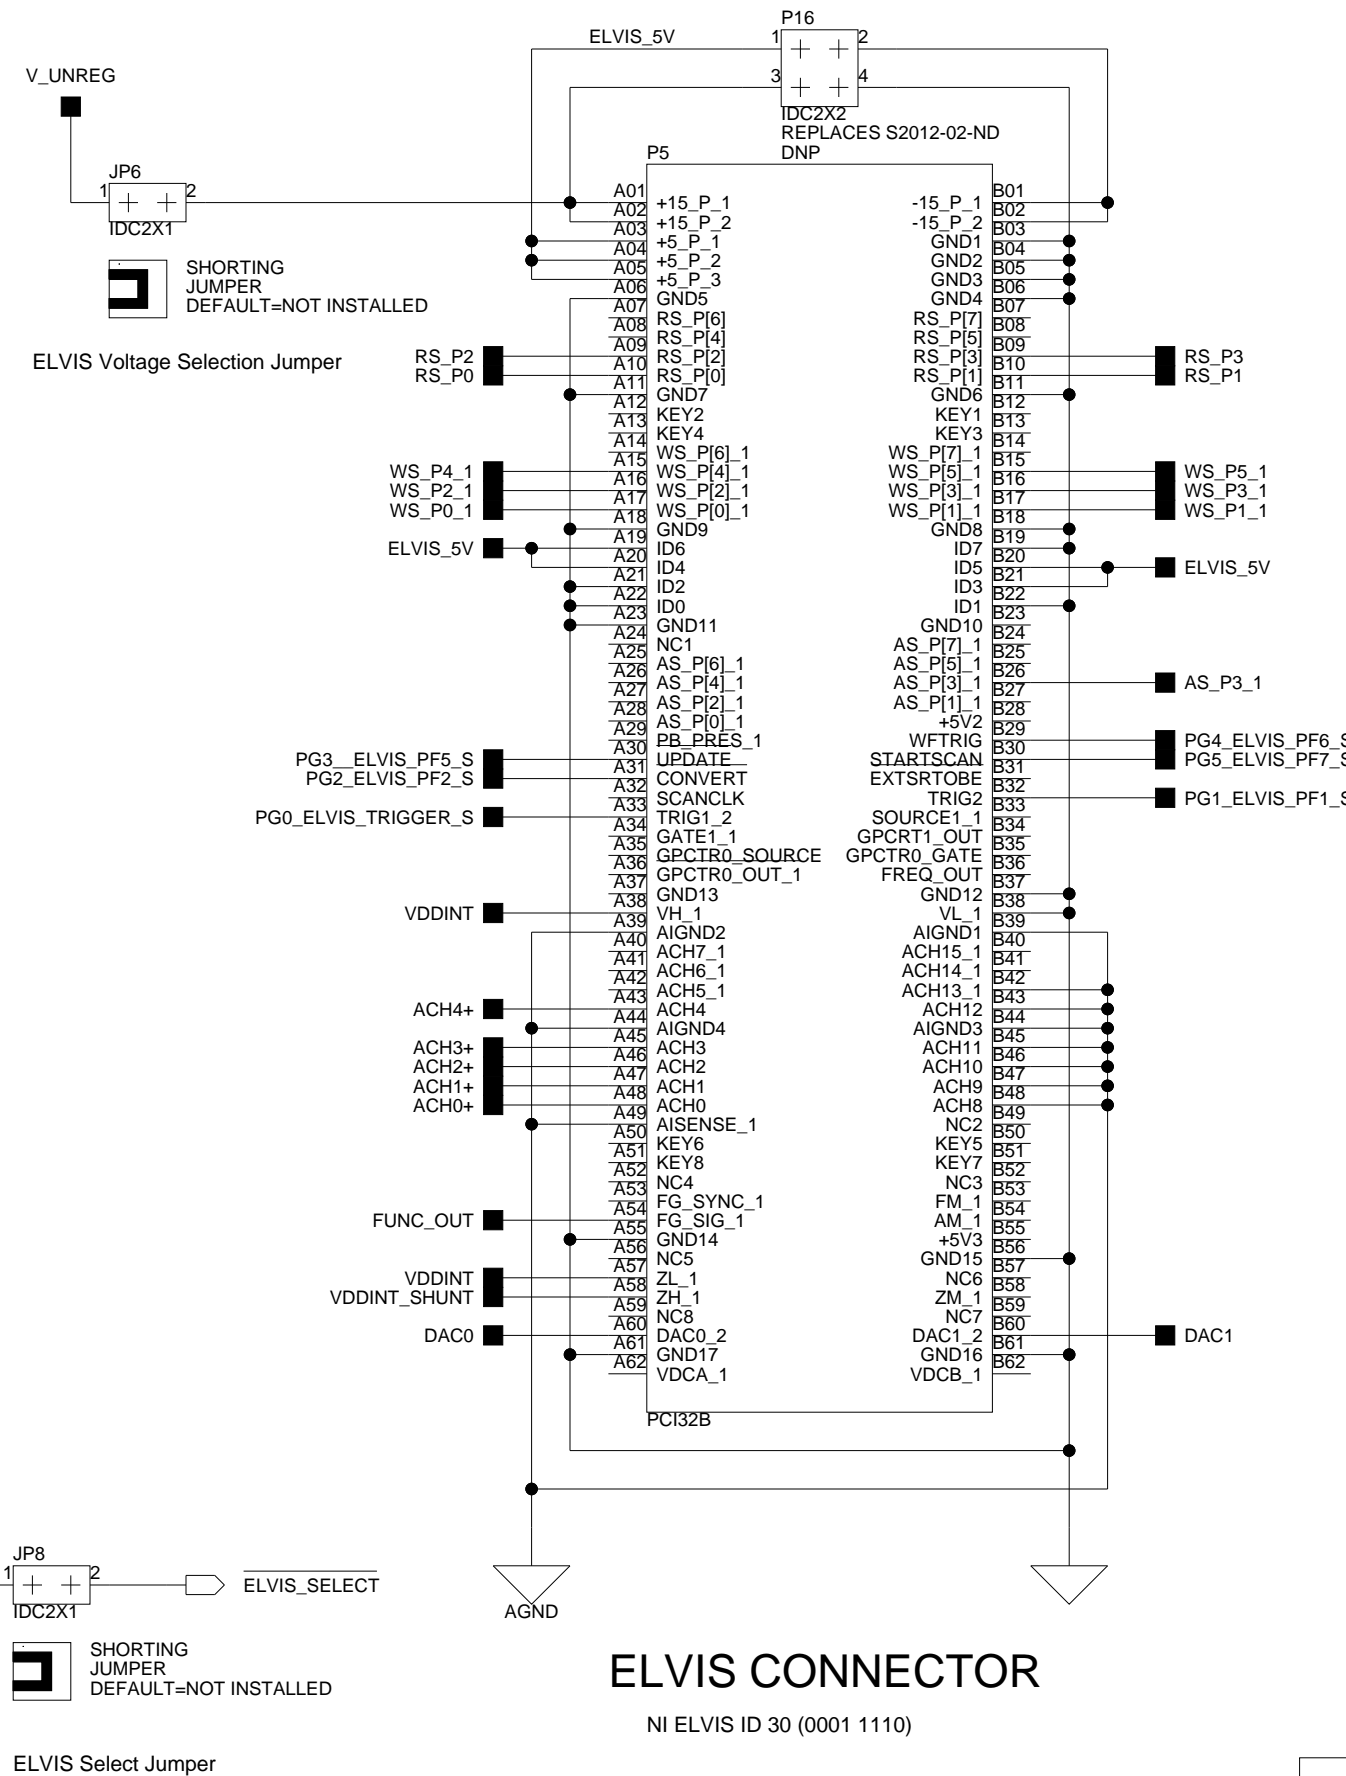 P16
ELVIS_5V
1 2
3 4
IDC2X2
REPLACES S2012-02-ND
DNP
V_UNREG
JP6
1 2
IDC2X1
SHORTING
JUMPER
DEFAULT=NOT INSTALLED
ELVIS Voltage Selection Jumper
P5
A01 +15_P_1 -15_P_1 B01
A02 +15_P_2 -15_P_2 B02
A03 +5_P_1 GND1 B03
A04 +5_P_2 GND2 B04
A05 +5_P_3 GND3 B05
A06 GND5 GND4 B06
A07 RS_P[6] RS_P[7] B07
A08 RS_P[4] RS_P[5] B08
RS_P2 A09 RS_P[2] RS_P[3] B09 RS_P3
RS_P0 A10 RS_P[0] RS_P[1] B10 RS_P1
A11 GND7 GND6 B11
A12 KEY2 KEY1 B12
A13 KEY4 KEY3 B13
A14 WS_P[6]_1 WS_P[7]_1 B14
WS_P4_1 A15 WS_P[4]_1 WS_P[5]_1 B15 WS_P5_1
WS_P2_1 A16 WS_P[2]_1 WS_P[3]_1 B16 WS_P3_1
WS_P0_1 A17 WS_P[0]_1 WS_P[1]_1 B17 WS_P1_1
A18 GND9 GND8 B18
ELVIS_5V A19 ID6 ID7 B19
A20 ID4 ID5 B20 ELVIS_5V
A21 ID2 ID3 B21
A22 ID0 ID1 B22
A23 GND11 GND10 B23
A24 NC1 AS_P[7]_1 B24
A25 AS_P[6]_1 AS_P[5]_1 B25
A26 AS_P[4]_1 AS_P[3]_1 B26 AS_P3_1
A27 AS_P[2]_1 AS_P[1]_1 B27
A28 AS_P[0]_1 +5V2 B28
A29 PB_PRES_1 WFTRIG B29 PG4_ELVIS_PF6_S
PG3__ELVIS_PF5_S A30 UPDATE STARTSCAN B30 PG5_ELVIS_PF7_S
PG2_ELVIS_PF2_S A31 CONVERT EXTSRTOBE B31
A32 SCANCLK TRIG2 B32 PG1_ELVIS_PF1_S
PG0_ELVIS_TRIGGER_S A33 TRIG1_2 SOURCE1_1 B33
A34 GATE1_1 GPCRT1_OUT B34
A35 GPCTR0_SOURCE GPCTR0_GATE B35
A36 GPCTR0_OUT_1 FREQ_OUT B36
A37 GND13 GND12 B37
VDDINT A38 VH_1 VL_1 B38
A39 AIGND2 AIGND1 B39
A40 ACH7_1 ACH15_1 B40
A41 ACH6_1 ACH14_1 B41
A42 ACH5_1 ACH13_1 B42
ACH4+ A43 ACH4 ACH12 B43
A44 AIGND4 AIGND3 B44
ACH3+ A45 ACH3 ACH11 B45
ACH2+ A46 ACH2 ACH10 B46
ACH1+ A47 ACH1 ACH9 B47
ACH0+ A48 ACH0 ACH8 B48
A49 AISENSE_1 NC2 B49
A50 KEY6 KEY5 B50
A51 KEY8 KEY7 B51
A52 NC4 NC3 B52
A53 FG_SYNC_1 FM_1 B53
FUNC_OUT A54 FG_SIG_1 AM_1 B54
A55 GND14 +5V3 B55
A56 NC5 GND15 B56
VDDINT A57 ZL_1 NC6 B57
VDDINT_SHUNT A58 ZH_1 ZM_1 B58
A59 NC8 NC7 B59
DAC0 A60 DAC0_2 DAC1_2 B60 DAC1
A61 GND17 GND16 B61
A62 VDCA_1 VDCB_1 B62
PCI32B
JP8
1 2
IDC2X1
ELVIS_SELECT
AGND
SHORTING
JUMPER
DEFAULT=NOT INSTALLED
ELVIS CONNECTOR
NI ELVIS ID 30 (0001 1110)
ELVIS Select Jumper